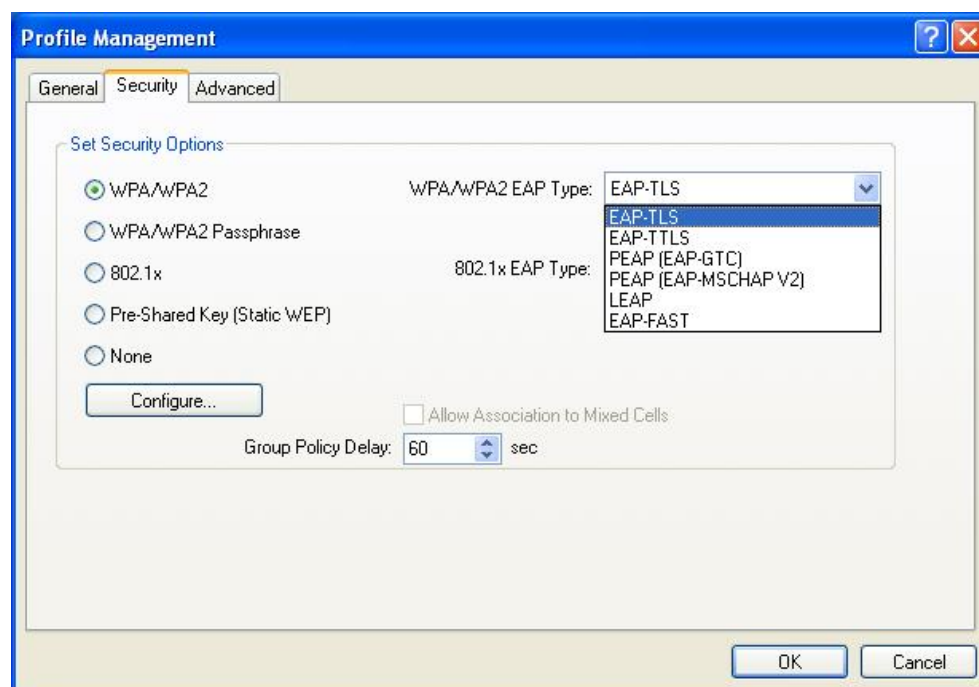 Profile Management
General Security Advanced
Set Security Options
WPA/WPA2 WPA/WPA2 EAP Type: EAP-TLS
EAP-TLS
WPA/WPA2 Passphrase EAP-TTLS
PEAP (EAP-GTC)
802.1x 802.1x EAP Type: PEAP (EAP-MSCHAP V2)
LEAP
Pre-Shared Key (Static WEP) EAP-FAST
None
Configure...
Allow Association to Mixed Cells
Group Policy Delay: 60 sec
OK Cancel